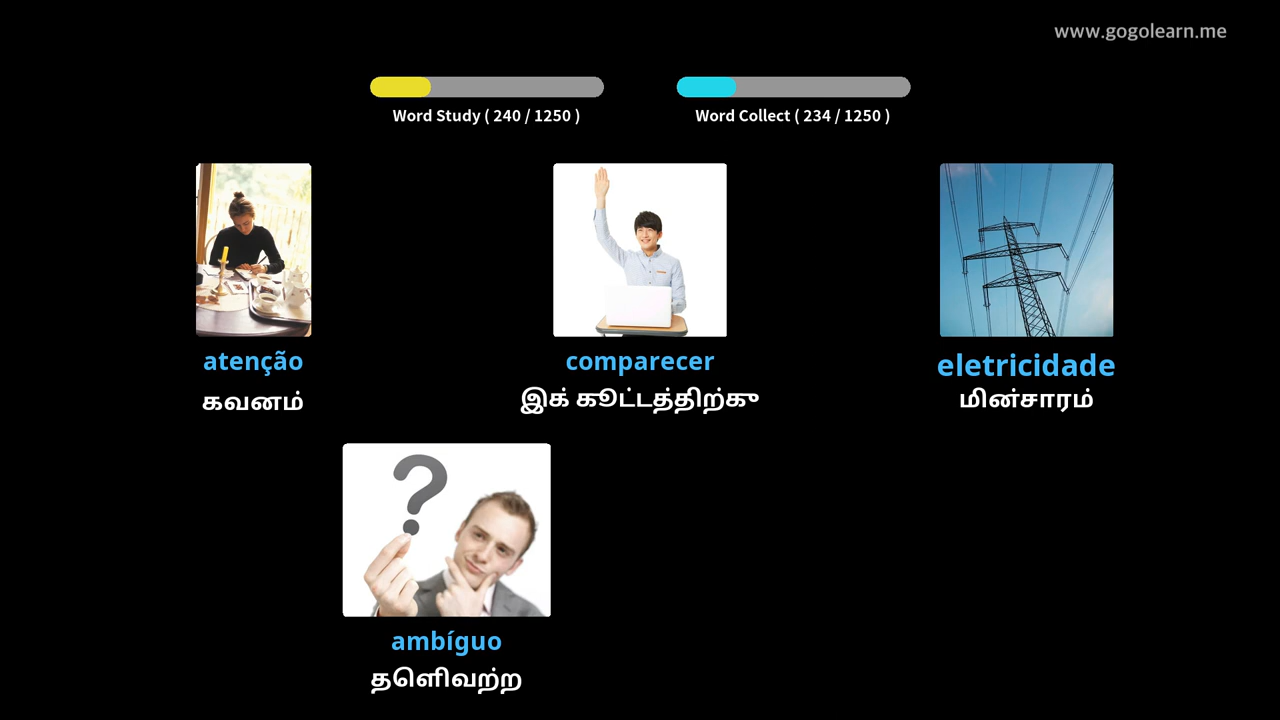 www.gogolearn.me
Word Study ( 240 / 1250 )
Word Collect ( 234 / 1250 )
atenção
comparecer
eletricidade
கவனம்
இக் கூட்டத்திற்கு
மின்சாரம்
ambíguo
தெளிவற்ற